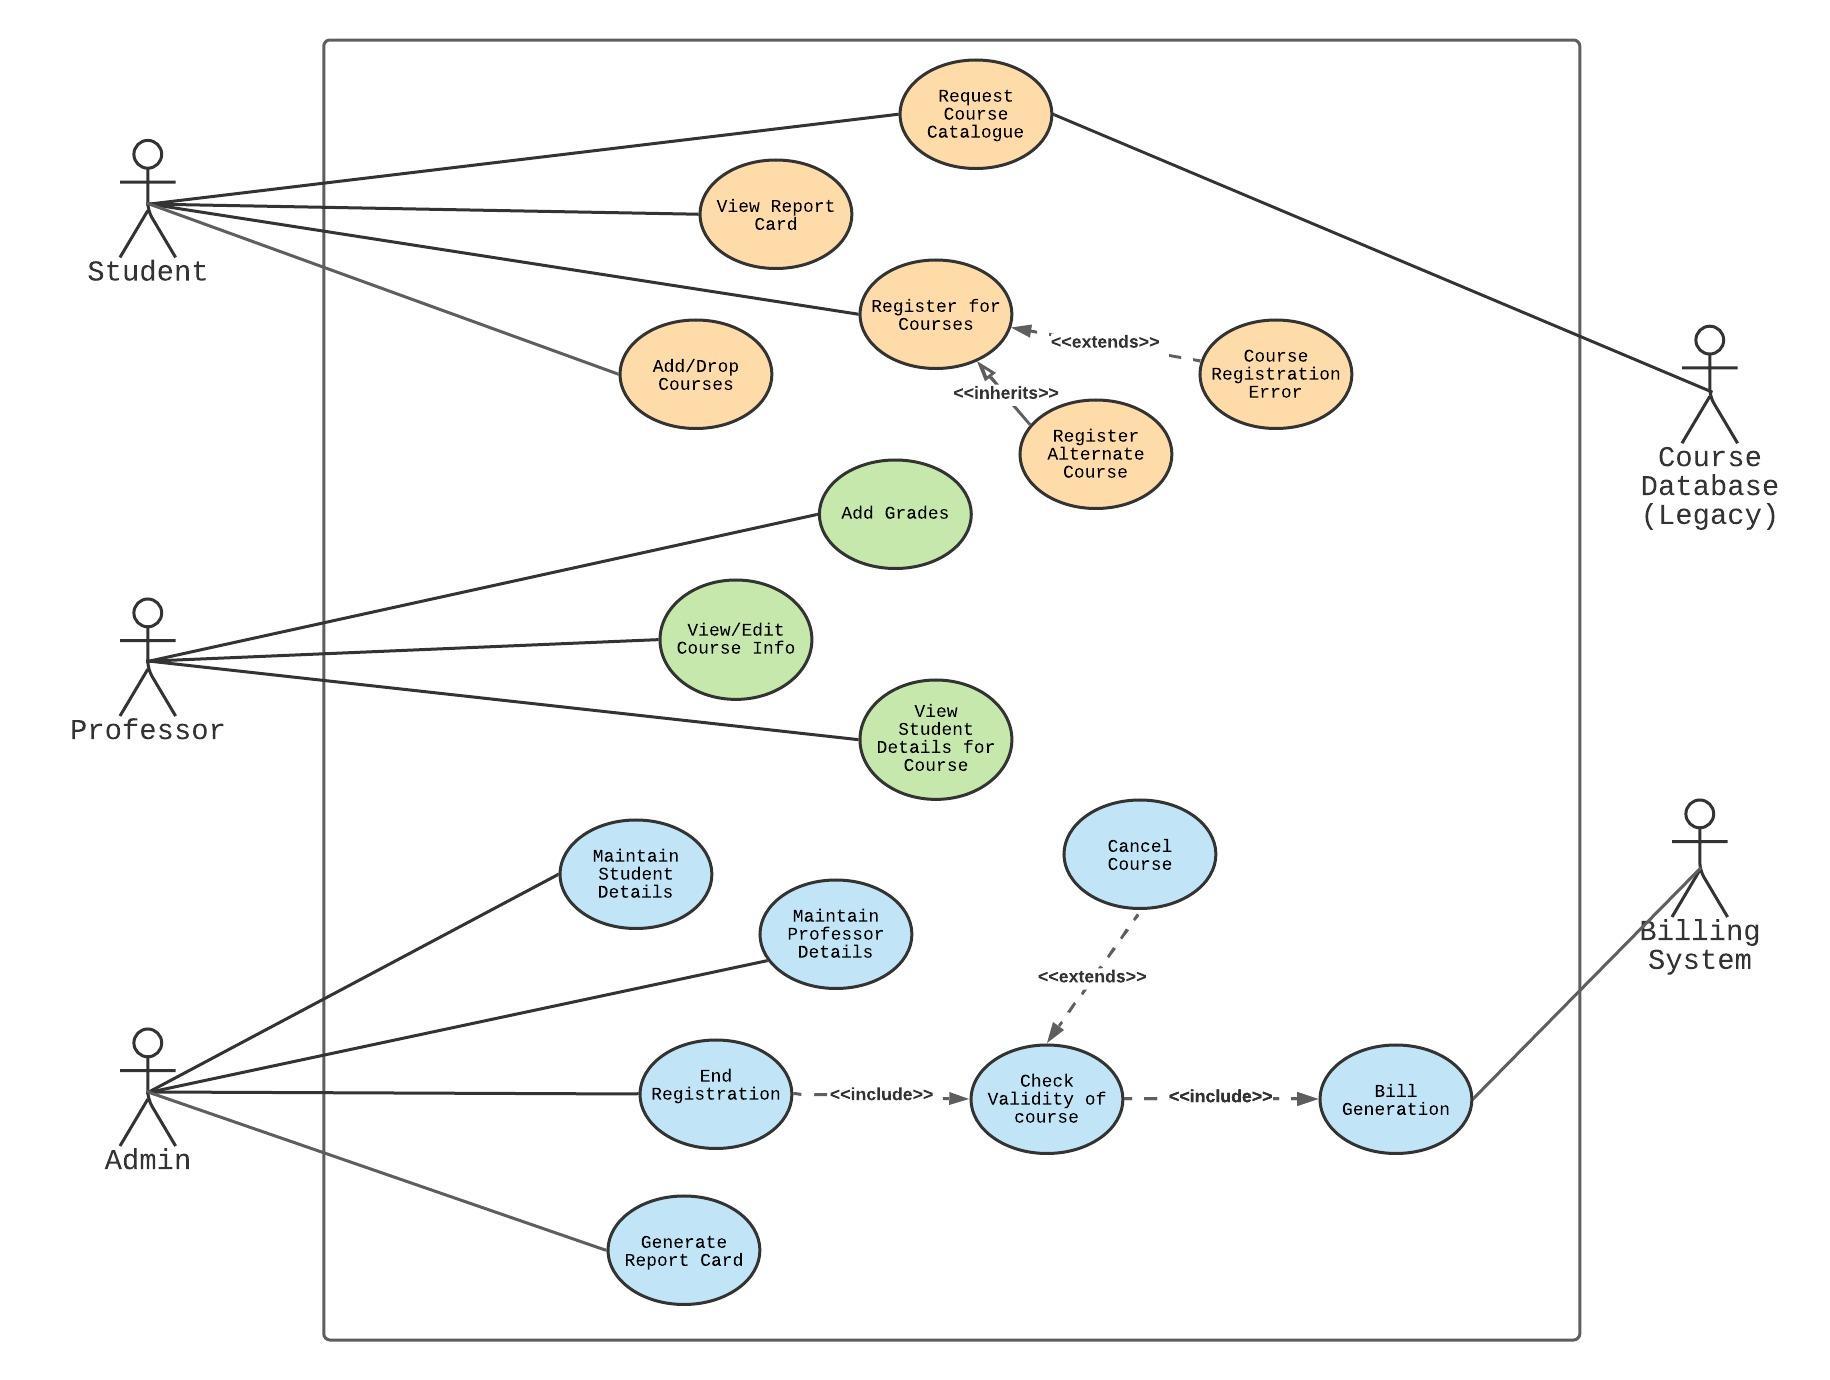 Request
Course
Catalogue
View Report
Card
Student
Register for
Courses
<<extends>>
Course
Registration
Error
Add/Drop
Courses
<<inherits>>
Register
Alternate
Course
Course
Database
(Legacy)
Add Grades
View/Edit
Course Info
Professor
View
Student
Details for
Course
Maintain
Student
Details
Cancel
Course
Maintain
Professor
Details
Billing
System
<<extends>>
End
Registration
<<include>>
Check
Validity of
course
<<include>>
Bill
Generation
Admin
Generate
Report Card